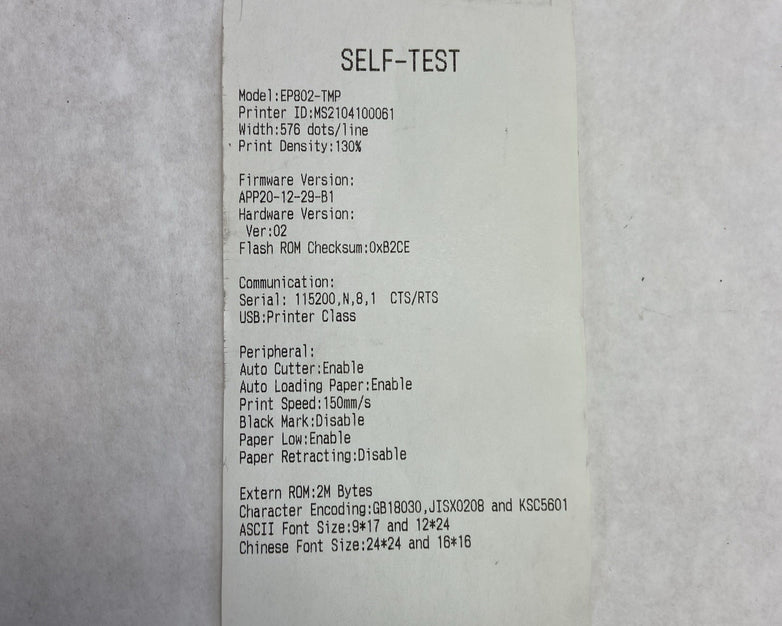 SELF-TEST
Model:EP802-TMP
Printer ID:MS2104100061
Width:576 dots/line
Print Density:130%
Firmware Version:
APP20-12-29-B1
Hardware Version:
Ver:02
Flash ROM Checksum:0xB2CE
Communication:
Serial: 115200,N,8,1  CTS/RTS
USB:Printer Class
Peripheral:
Auto Cutter:Enable
Auto Loading Paper:Enable
Print Speed:150mm/s
Black Mark:Disable
Paper Low:Enable
Paper Retracting:Disable
Extern ROM:2M Bytes
Character Encoding:GB18030,JISX0208 and KSC5601
ASCII Font Size:9*17 and 12*24
Chinese Font Size:24*24 and 16*16